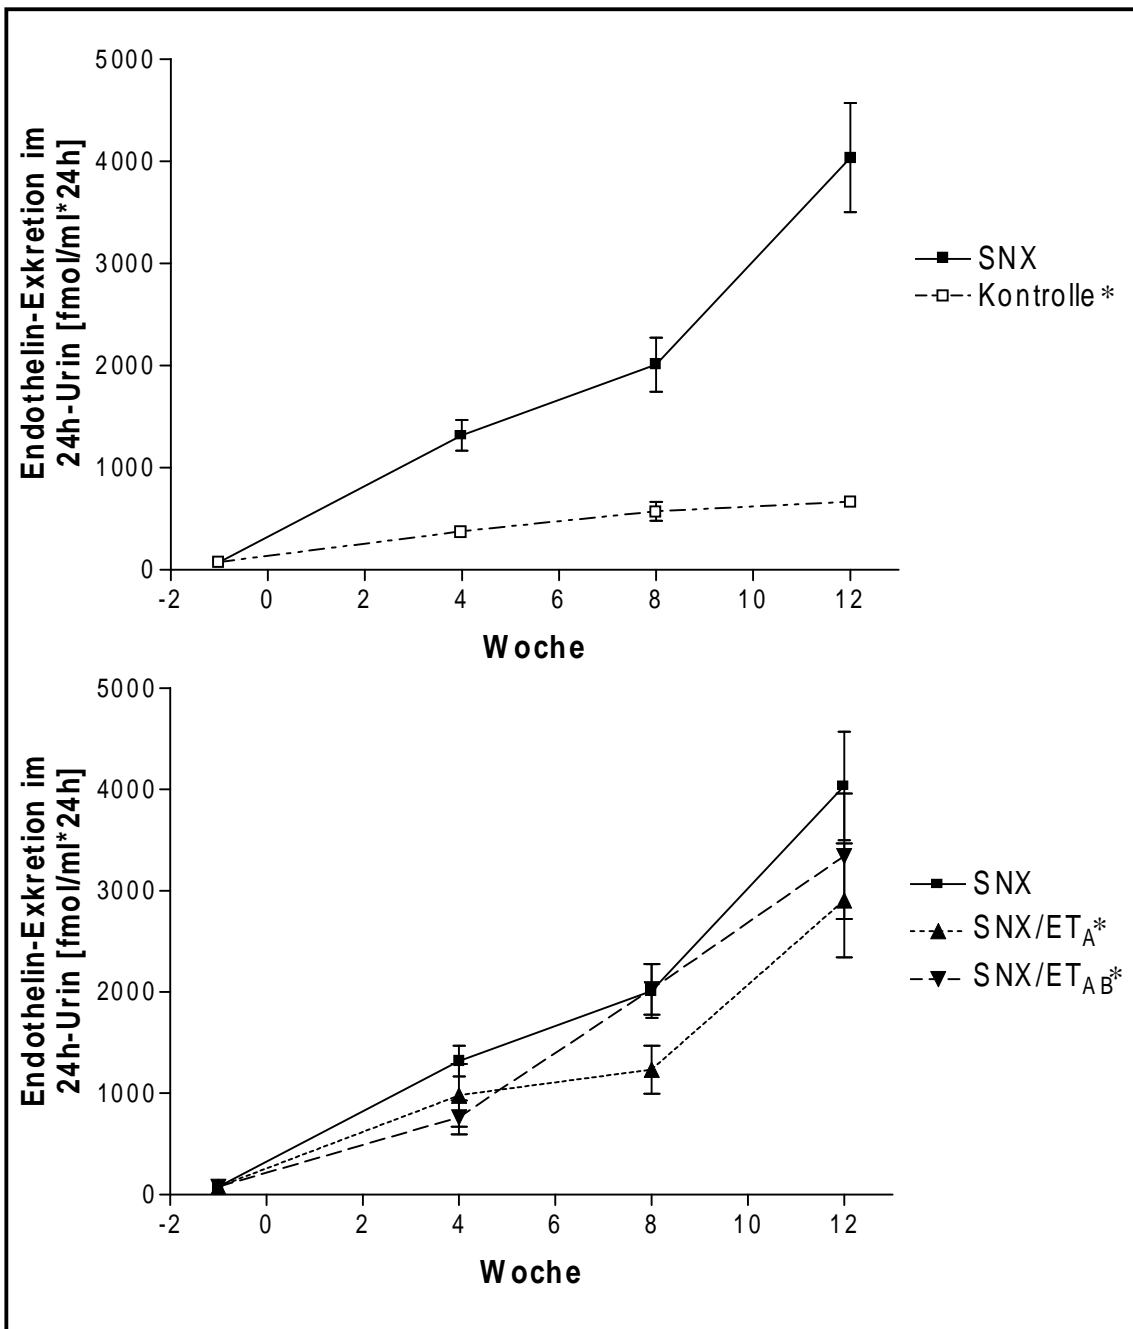 Endothelin-Exkretion im
24h-Urin [fmol/ml*24h]
5000
4000
3000
2000
1000
0
-2
0
2
4
6
8
10
12
Woche
SNX
Kontrolle*
Endothelin-Exkretion im
24h-Urin [fmol/ml*24h]
5000
4000
3000
2000
1000
0
-2
0
2
4
6
8
10
12
Woche
SNX
SNX/ETA*
SNX/ETAB*